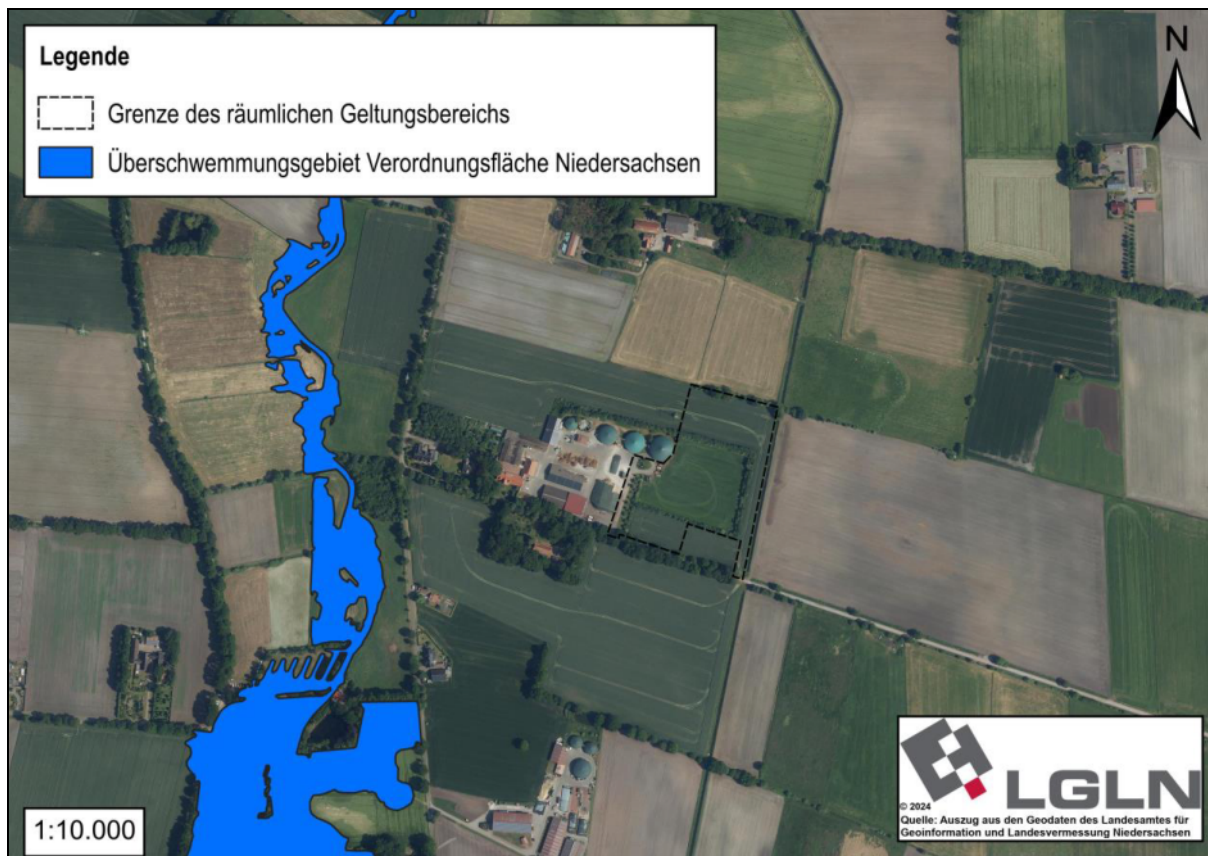 Legende
Grenze des räumlichen Geltungsbereichs
Überschwemmungsgebiet Verordnungsfläche Niedersachsen
N
1:10.000
LGLN
© 2024
Quelle: Auszug aus den Geodaten des Landesamtes für
Geoinformation und Landesvermessung Niedersachsen